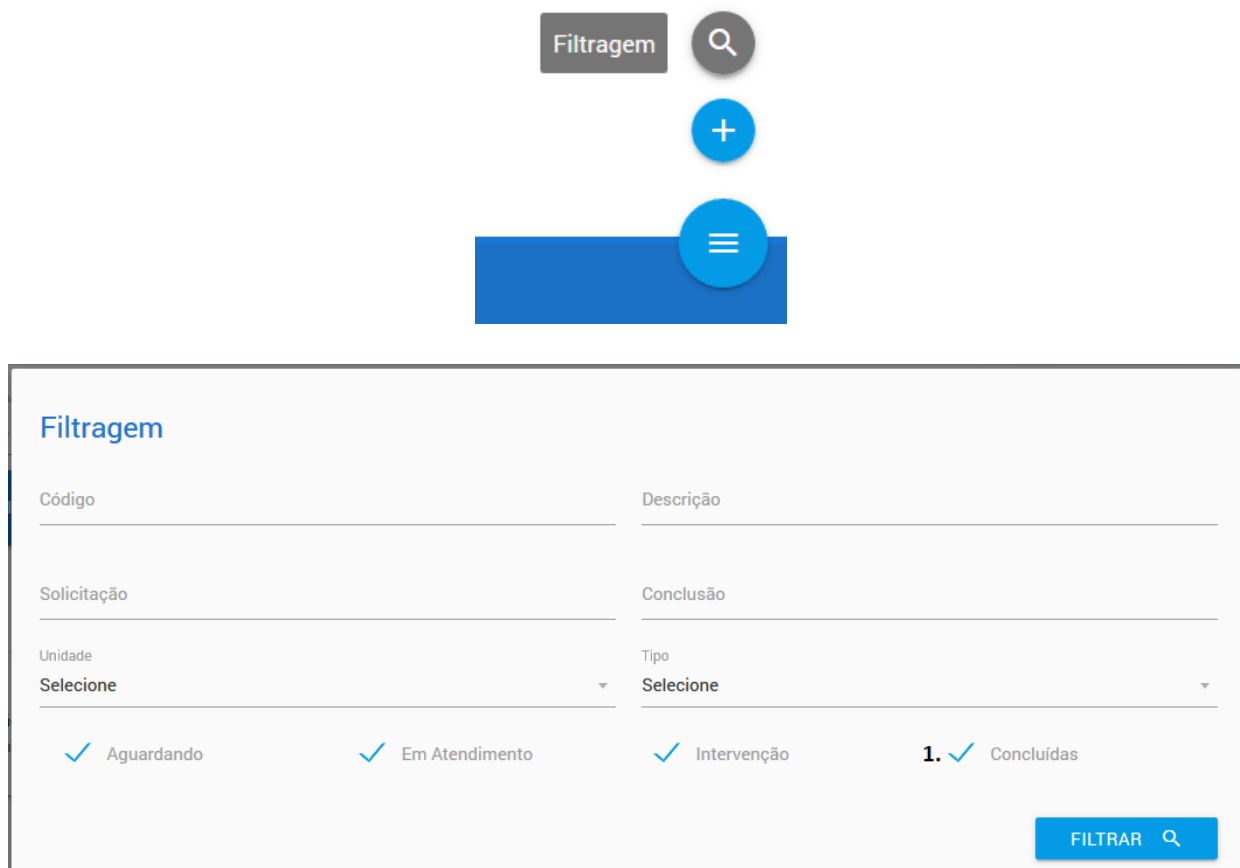 Filtragem
Filtragem
Código
Descrição
Solicitação
Conclusão
Unidade
Tipo
Selecione
Selecione
Aguardando
Em Atendimento
Intervenção
1. Concluídas
FILTRAR